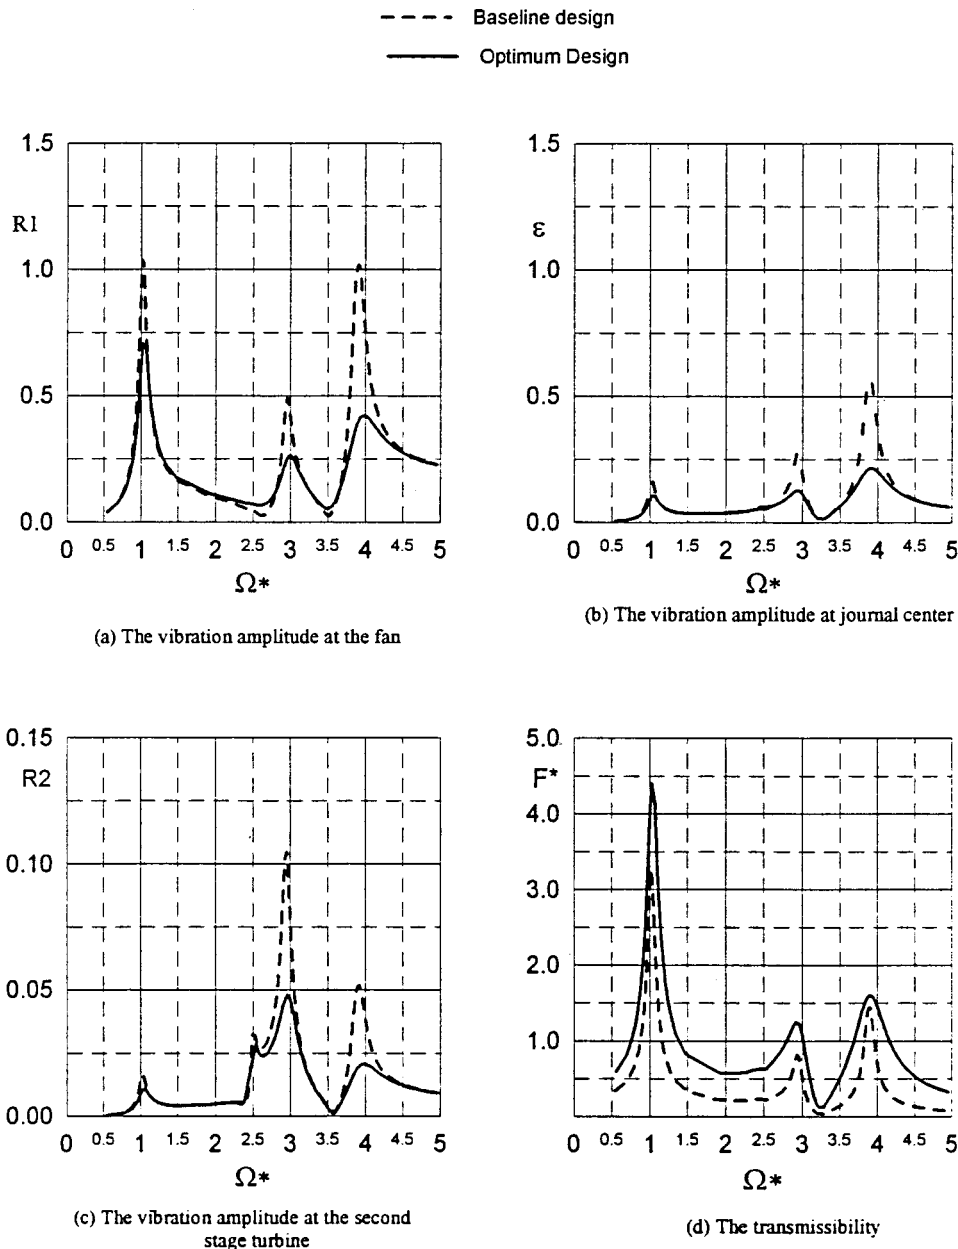 Baseline design
Optimum Design
1.5
R1
1.0
0.5
0.0
0 0.5 1 1.5 2 2.5 3 3.5 4 4.5 5
Ω*
(a) The vibration amplitude at the fan
1.5
ε
1.0
0.5
0.0
0 0.5 1 1.5 2 2.5 3 3.5 4 4.5 5
Ω*
(b) The vibration amplitude at journal center
0.15
R2
0.10
0.05
0.00
0 0.5 1 1.5 2 2.5 3 3.5 4 4.5 5
Ω*
(c) The vibration amplitude at the second
stage turbine
5.0
F*
4.0
3.0
2.0
1.0
0 0.5 1 1.5 2 2.5 3 3.5 4 4.5 5
Ω*
(d) The transmissibility